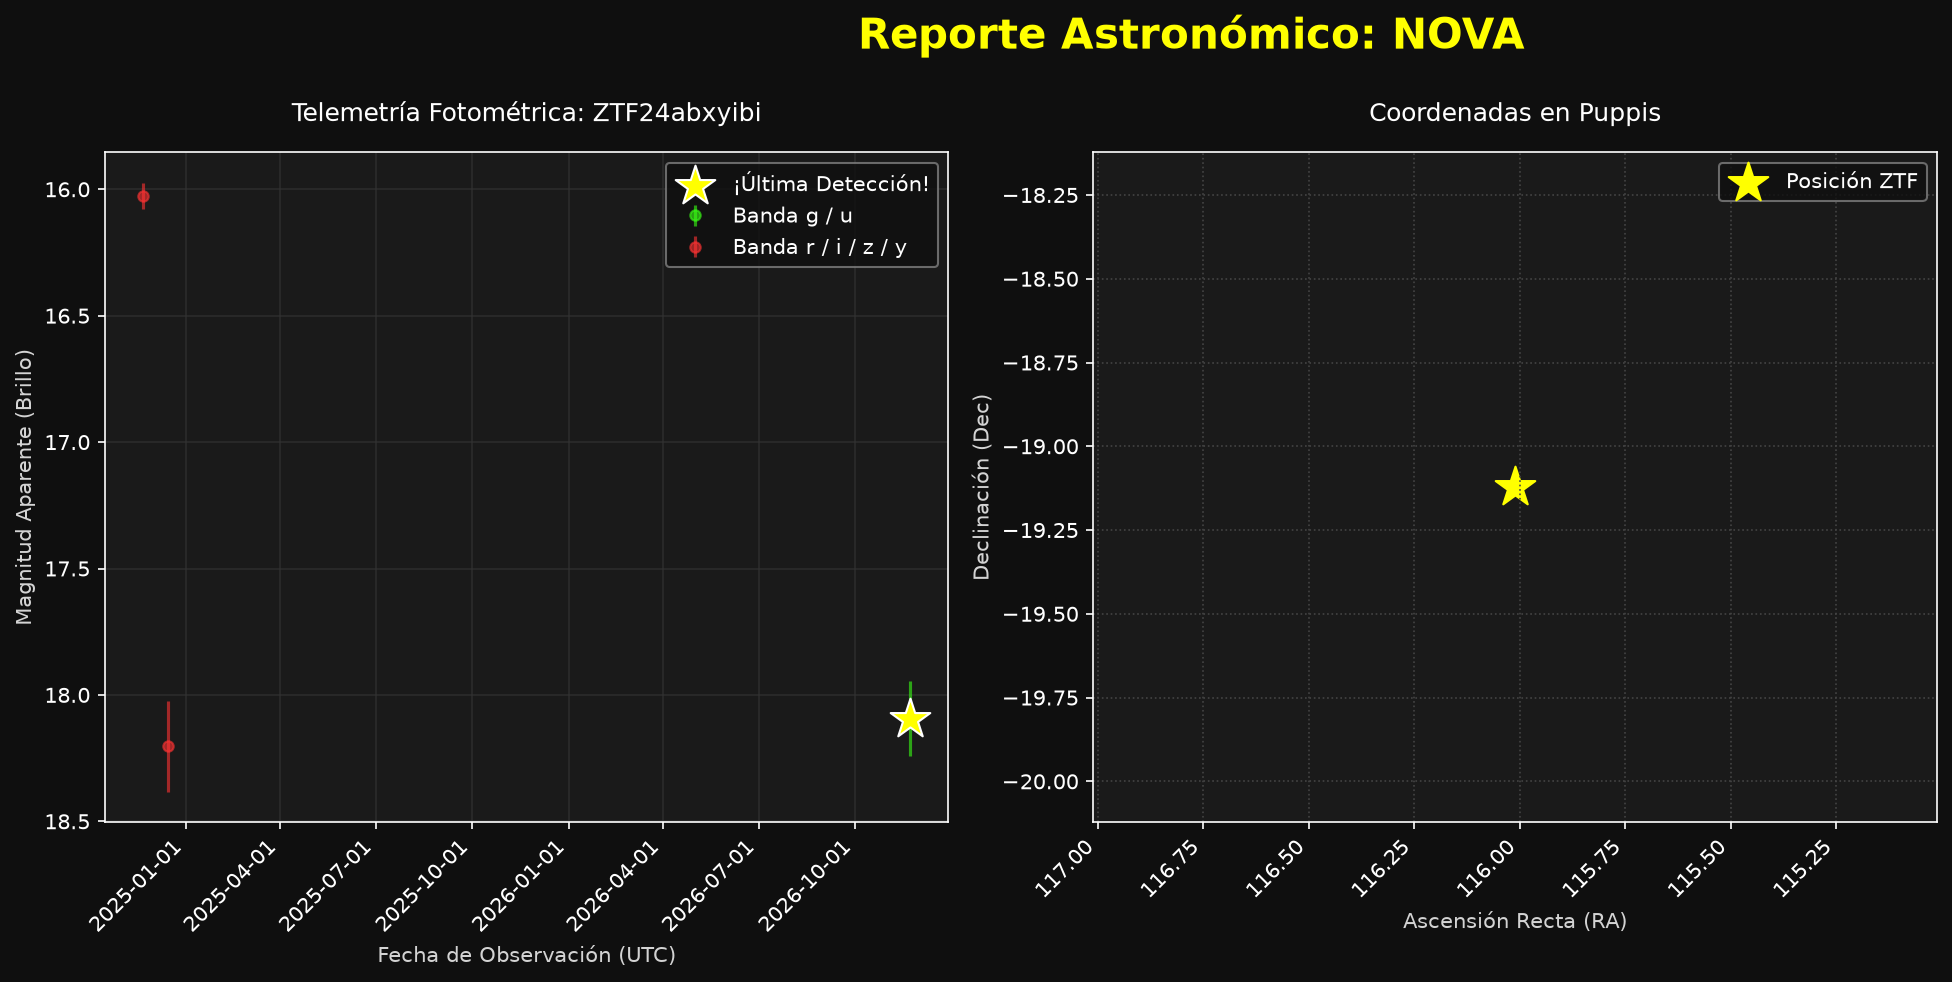 Reporte Astronómico: NOVA
Telemetría Fotométrica: ZTF24abxyibi
¡Última Detección!
Banda g / u
Banda r / i / z / y
Magnitud Aparente (Brillo)
16.0
16.5
17.0
17.5
18.0
18.5
2025-01-01
2025-04-01
2025-07-01
2025-10-01
2026-01-01
2026-04-01
2026-07-01
2026-10-01
Fecha de Observación (UTC)
Coordenadas en Puppis
Posición ZTF
Declinación (Dec)
−18.25
−18.50
−18.75
−19.00
−19.25
−19.50
−19.75
−20.00
117.00
116.75
116.50
116.25
116.00
115.75
115.50
115.25
Ascensión Recta (RA)